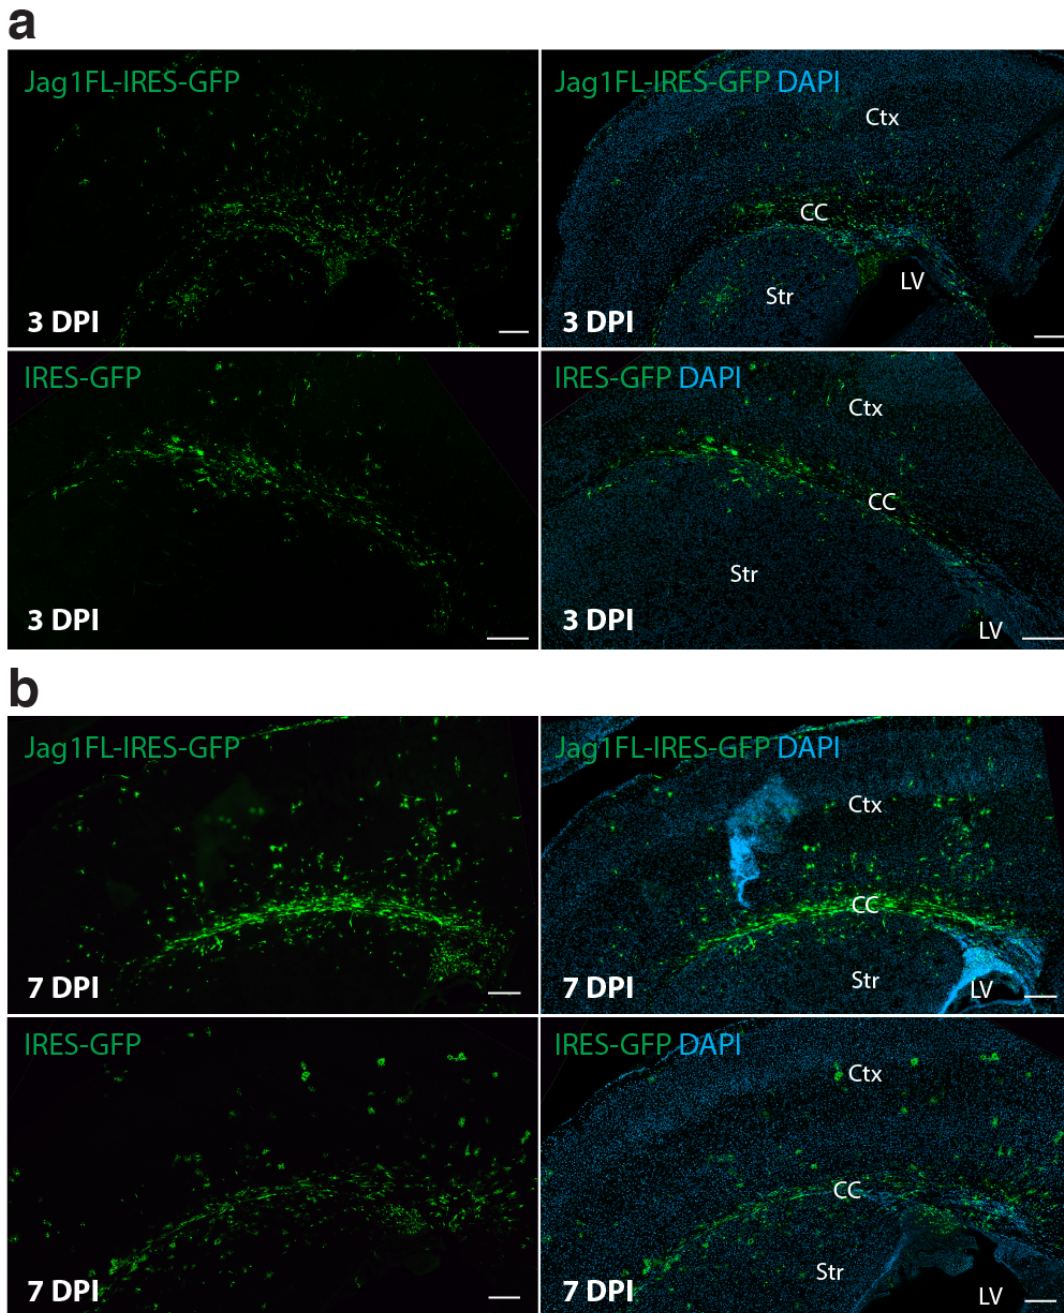 a
Jag1FL-IRES-GFP
Jag1FL-IRES-GFP DAPI
Ctx
CC
LV
Str
3 DPI
3 DPI
IRES-GFP
IRES-GFP DAPI
Ctx
CC
Str
LV
3 DPI
3 DPI
b
Jag1FL-IRES-GFP
Jag1FL-IRES-GFP DAPI
Ctx
CC
Str
LV
7 DPI
7 DPI
IRES-GFP
IRES-GFP DAPI
Ctx
CC
Str
LV
7 DPI
7 DPI